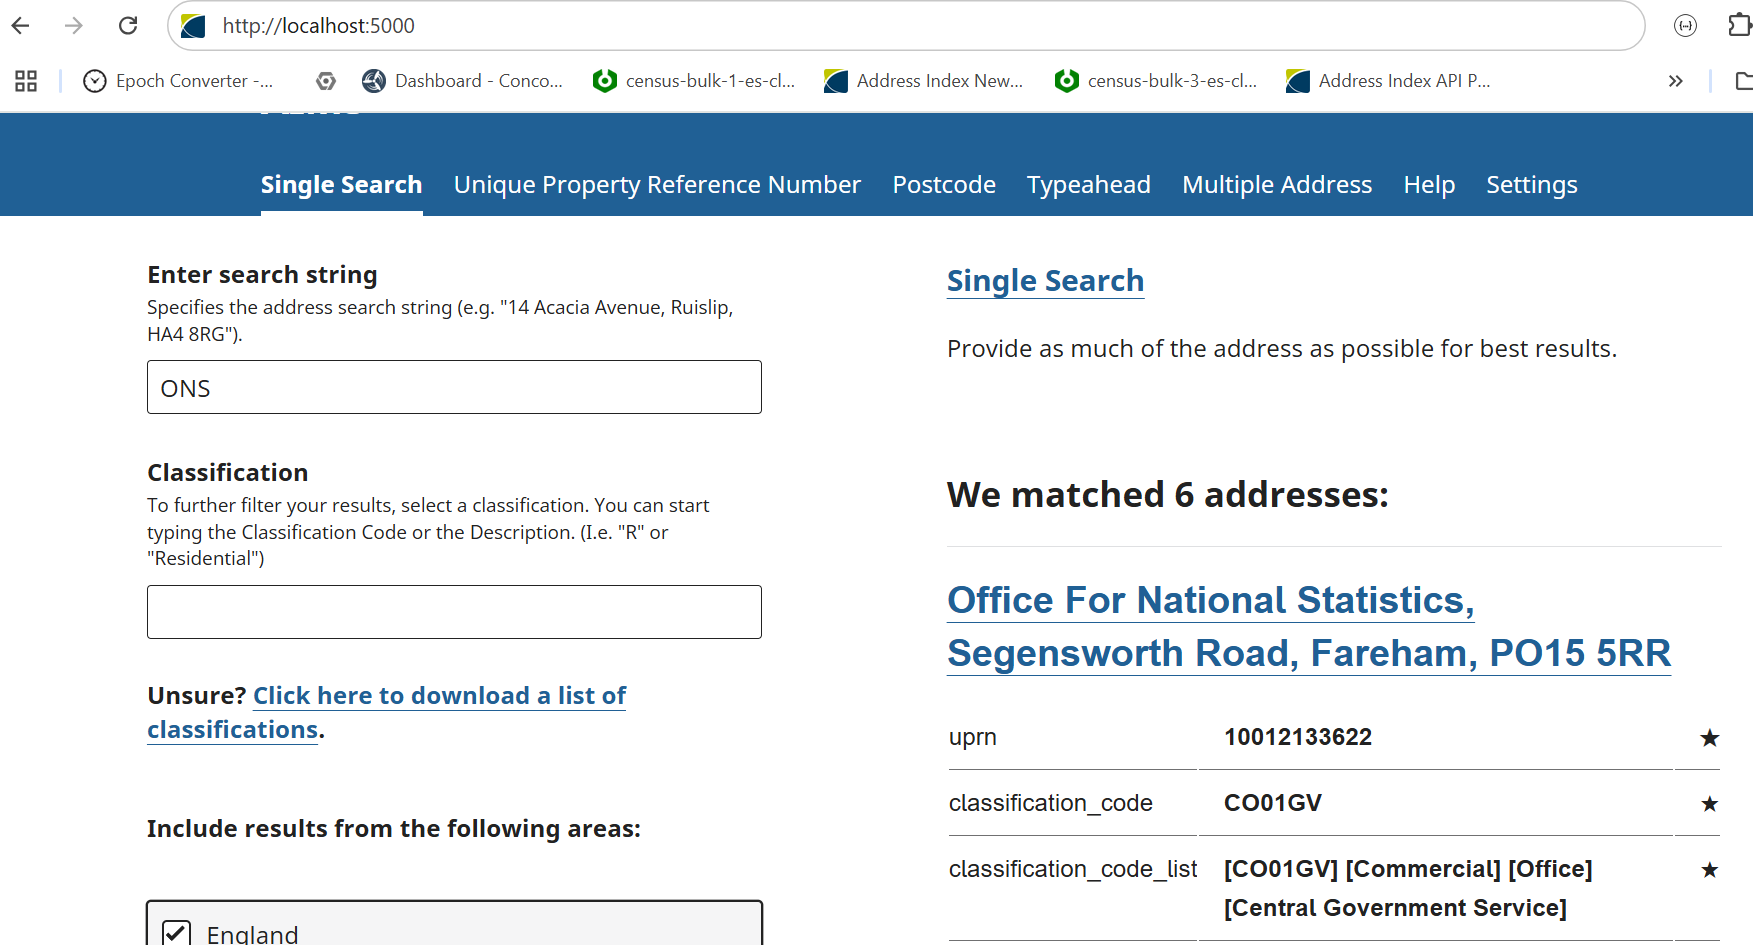 http://localhost:5000
Epoch Converter -...
Dashboard - Conco...
census-bulk-1-es-cl...
Address Index New...
census-bulk-3-es-cl...
Address Index API P...
Single Search
Unique Property Reference Number
Postcode
Typeahead
Multiple Address
Help
Settings
Enter search string
Specifies the address search string (e.g. "14 Acacia Avenue, Ruislip,
HA4 8RG").
ONS
Classification
To further filter your results, select a classification. You can start
typing the Classification Code or the Description. (I.e. "R" or
"Residential")
Unsure? Click here to download a list of
classifications.
Include results from the following areas:
England
Single Search
Provide as much of the address as possible for best results.
We matched 6 addresses:
Office For National Statistics,
Segensworth Road, Fareham, PO15 5RR
uprn 10012133622 ★
classification_code CO01GV ★
classification_code_list [CO01GV] [Commercial] [Office] ★
[Central Government Service]